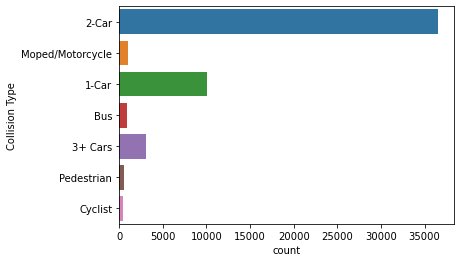 Collision Type
2-Car
Moped/Motorcycle
1-Car
Bus
3+ Cars
Pedestrian
Cyclist
0 5000 10000 15000 20000 25000 30000 35000
count